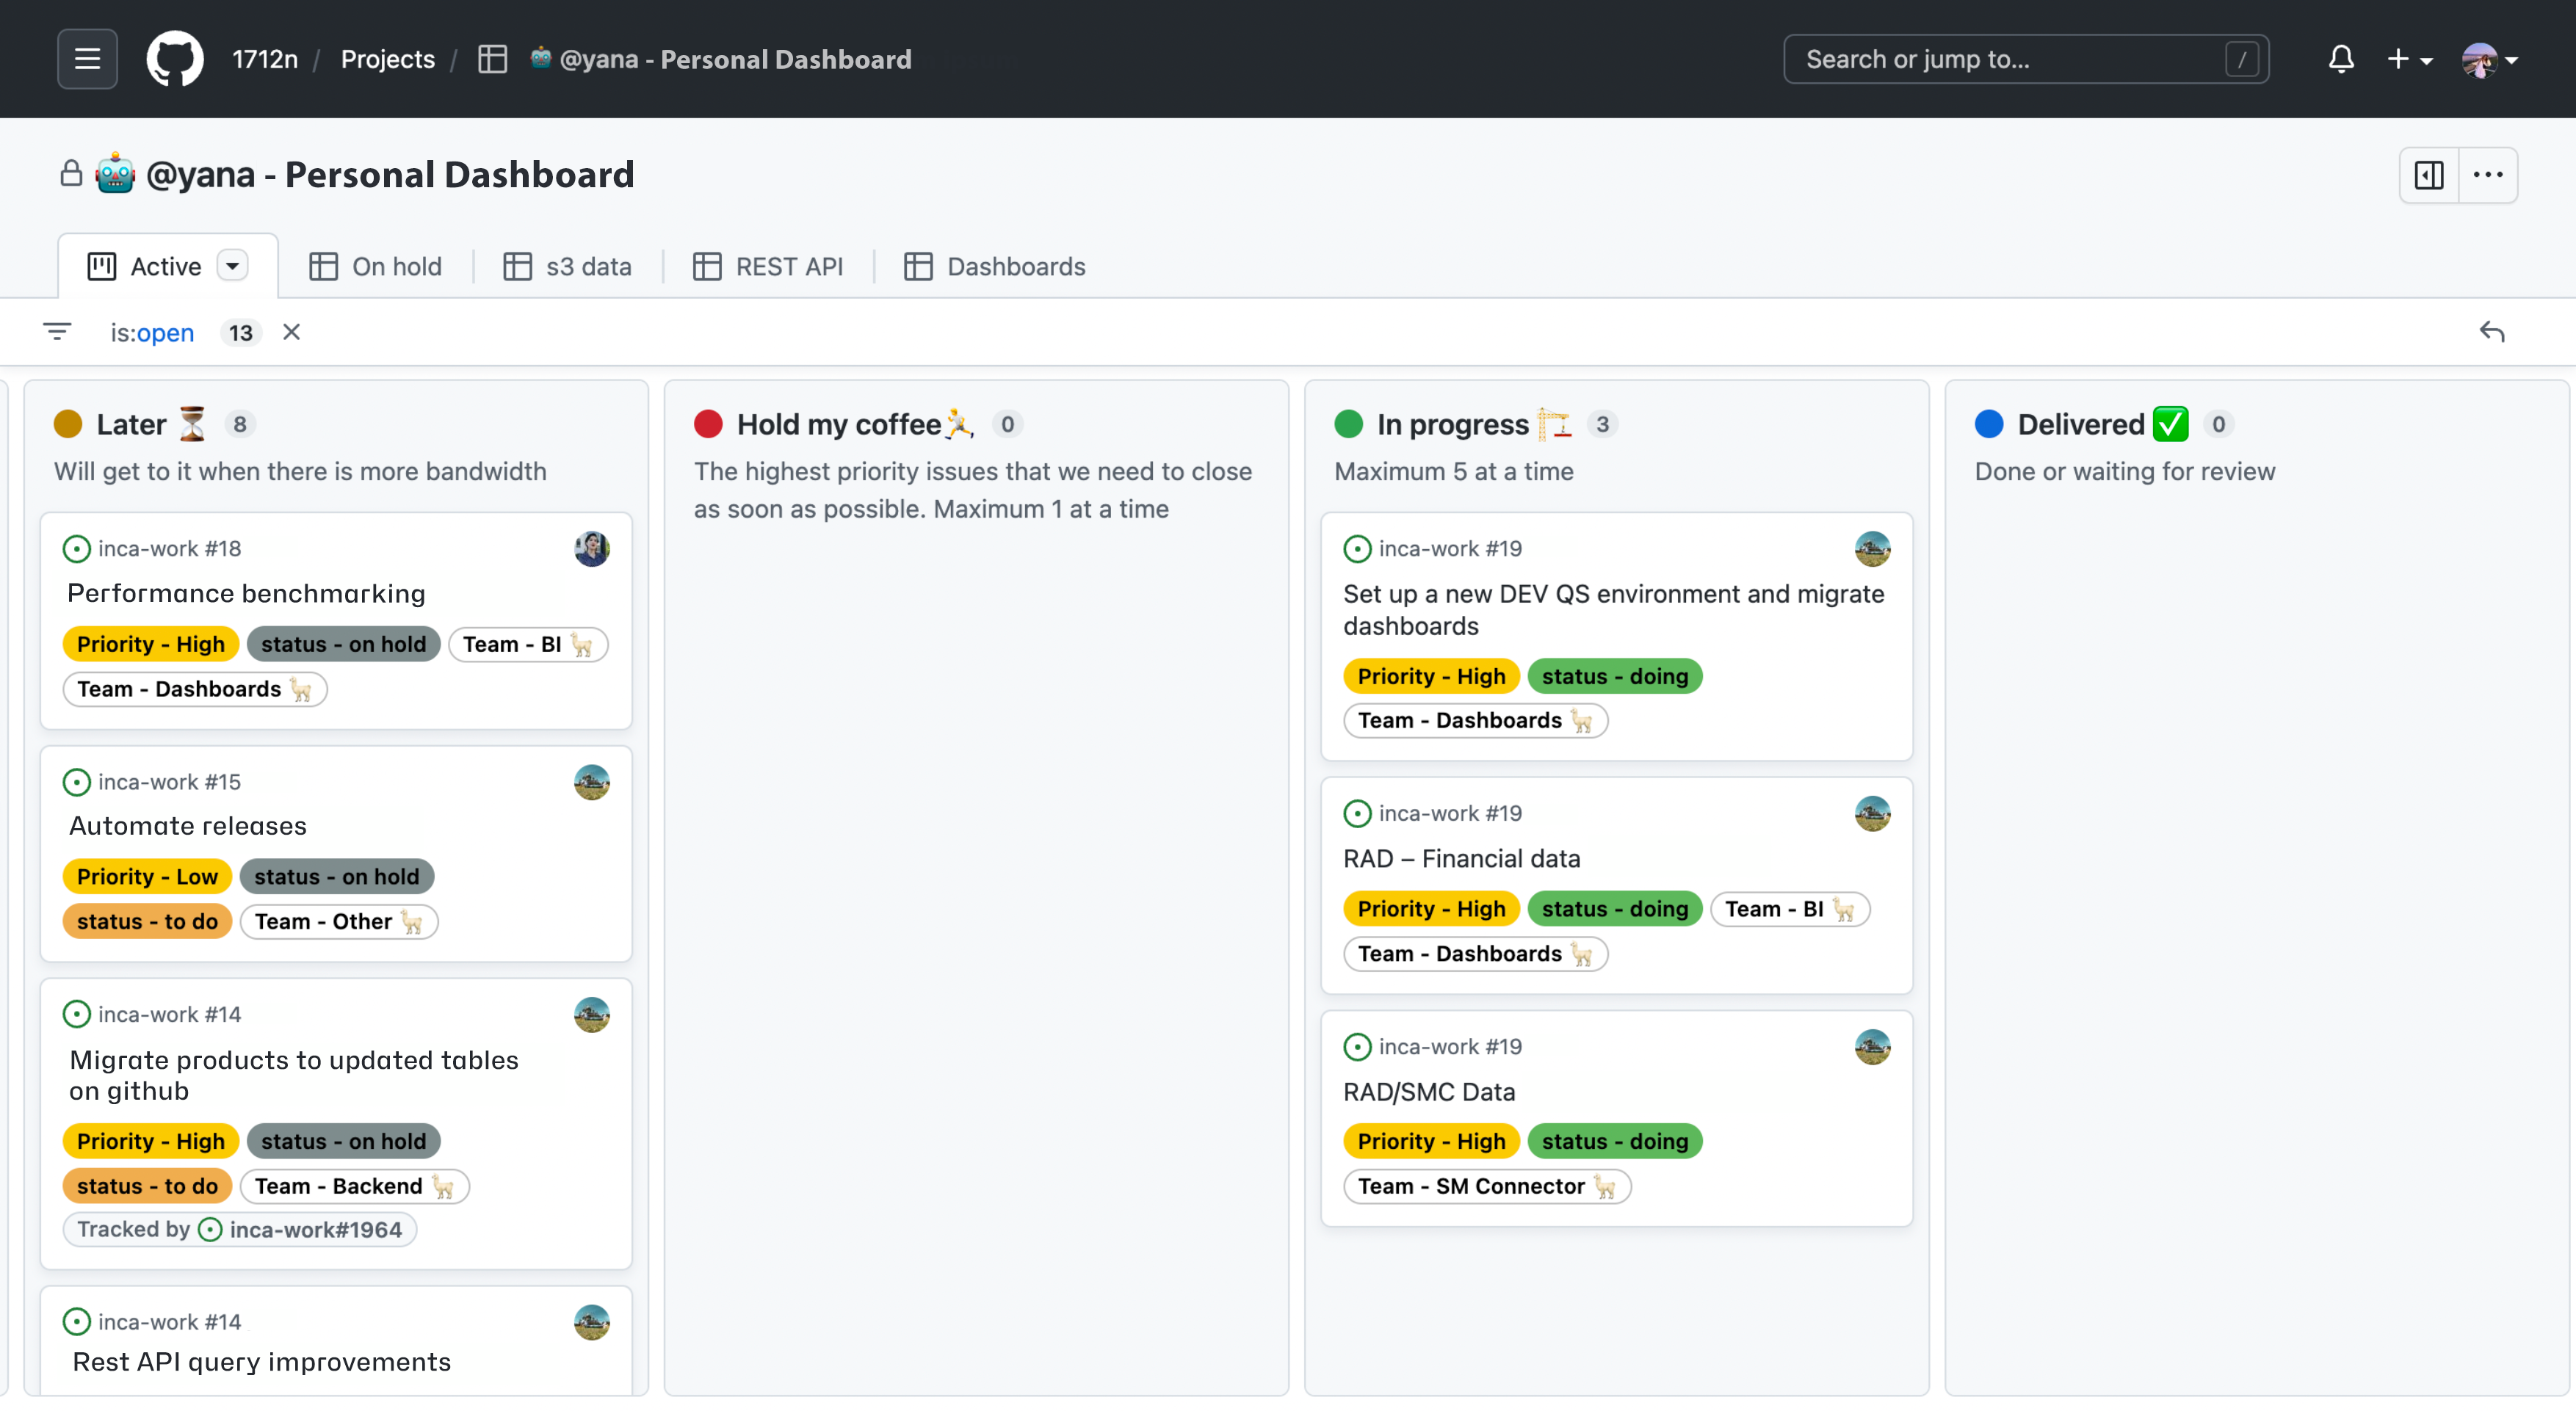 1712n / Projects / 🤖 @yana - Personal Dashboard
Search or jump to... /
🤖 @yana - Personal Dashboard
Active
On hold
s3 data
REST API
Dashboards
is:open 13
Later ⏳ 8
Will get to it when there is more bandwidth
inca-work #18
Performance benchmarking
Priority - High status - on hold Team - BI 🦙
Team - Dashboards 🦙
inca-work #15
Automate releases
Priority - Low status - on hold
status - to do Team - Other 🦙
inca-work #14
Migrate products to updated tables
on github
Priority - High status - on hold
status - to do Team - Backend 🦙
Tracked by inca-work#1964
inca-work #14
Rest API query improvements
Hold my coffee🏃 0
The highest priority issues that we need to close
as soon as possible. Maximum 1 at a time
In progress 🏗️ 3
Maximum 5 at a time
inca-work #19
Set up a new DEV QS environment and migrate
dashboards
Priority - High status - doing
Team - Dashboards 🦙
inca-work #19
RAD – Financial data
Priority - High status - doing Team - BI 🦙
Team - Dashboards 🦙
inca-work #19
RAD/SMC Data
Priority - High status - doing
Team - SM Connector 🦙
Delivered ✅ 0
Done or waiting for review